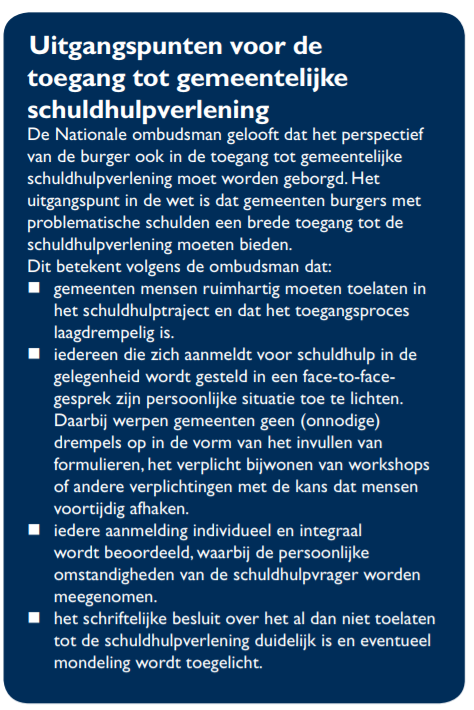 Uitgangspunten voor de
toegang tot gemeentelijke
schuldhulpverlening
De Nationale ombudsman gelooft dat het perspectief
van de burger ook in de toegang tot gemeentelijke
schuldhulpverlening moet worden geborgd. Het
uitgangspunt in de wet is dat gemeenten burgers met
problematische schulden een brede toegang tot de
schuldhulpverlening moeten bieden.
Dit betekent volgens de ombudsman dat:
■ gemeenten mensen ruimhartig moeten toelaten in
het schuldhulptraject en dat het toegangsproces
laagdrempelig is.
■ iedereen die zich aanmeldt voor schuldhulp in de
gelegenheid wordt gesteld in een face-to-face-
gesprek zijn persoonlijke situatie toe te lichten.
Daarbij werpen gemeenten geen (onnodige)
drempels op in de vorm van het invullen van
formulieren, het verplicht bijwonen van workshops
of andere verplichtingen met de kans dat mensen
voortijdig afhaken.
■ iedere aanmelding individueel en integraal
wordt beoordeeld, waarbij de persoonlijke
omstandigheden van de schuldhulpvrager worden
meegenomen.
■ het schriftelijke besluit over het al dan niet toelaten
tot de schuldhulpverlening duidelijk is en eventueel
mondeling wordt toegelicht.